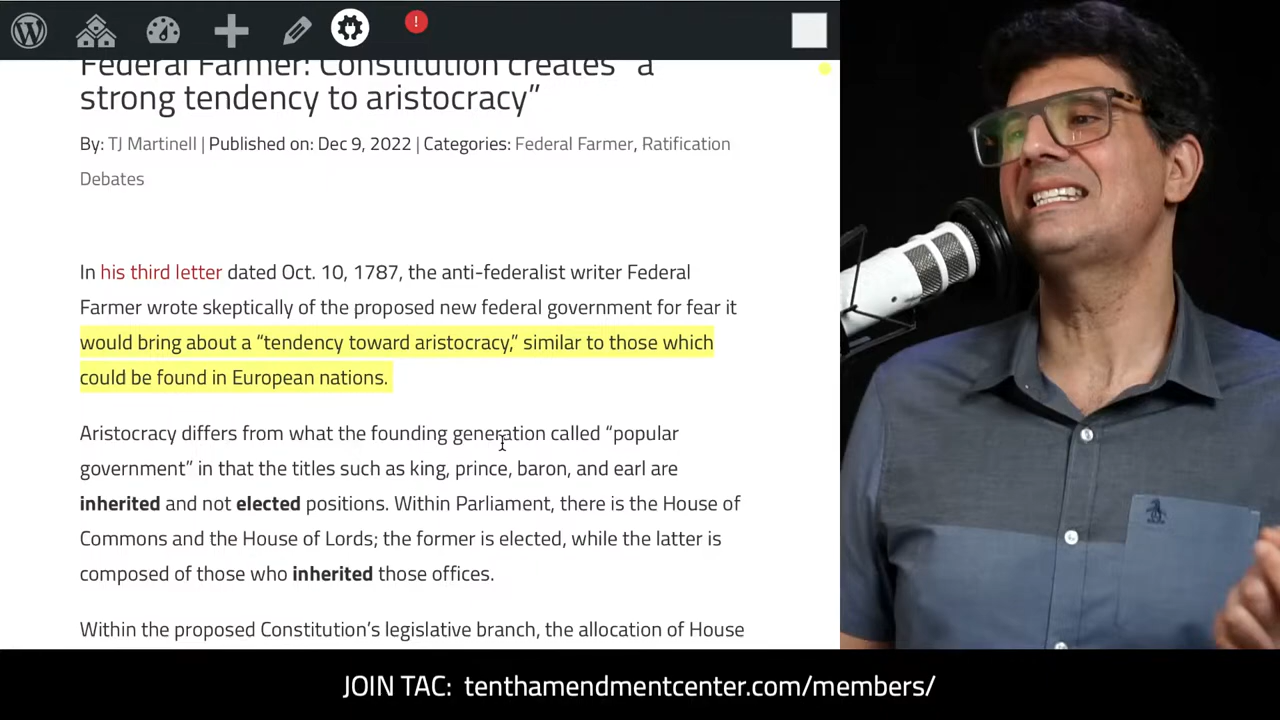 !
Federal Farmer: Constitution creates “a
strong tendency to aristocracy”
By: TJ Martinell | Published on: Dec 9, 2022 | Categories: Federal Farmer, Ratification
Debates
In his third letter dated Oct. 10, 1787, the anti-federalist writer Federal
Farmer wrote skeptically of the proposed new federal government for fear it
would bring about a “tendency toward aristocracy,” similar to those which
could be found in European nations.
Aristocracy differs from what the founding generation called “popular
government” in that the titles such as king, prince, baron, and earl are
inherited and not elected positions. Within Parliament, there is the House of
Commons and the House of Lords; the former is elected, while the latter is
composed of those who inherited those offices.
Within the proposed Constitution’s legislative branch, the allocation of House
JOIN TAC: tenthamendmentcenter.com/members/